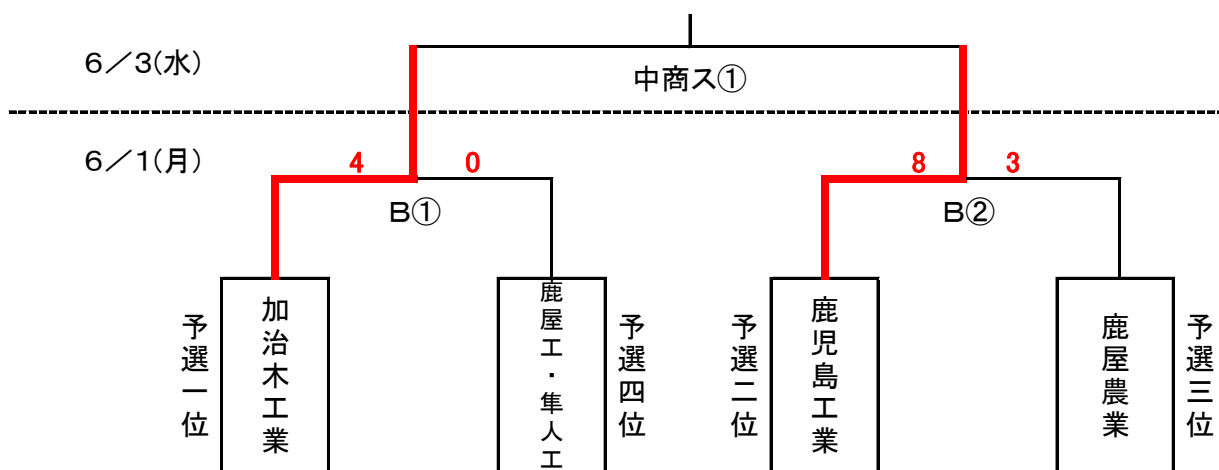 6／3(水)
中商ス①
6／1(月)
4 0
8 3
B①
B②
予選一位
加治木工業
鹿屋工・隼人工
予選四位
予選二位
鹿児島工業
鹿屋農業
予選三位